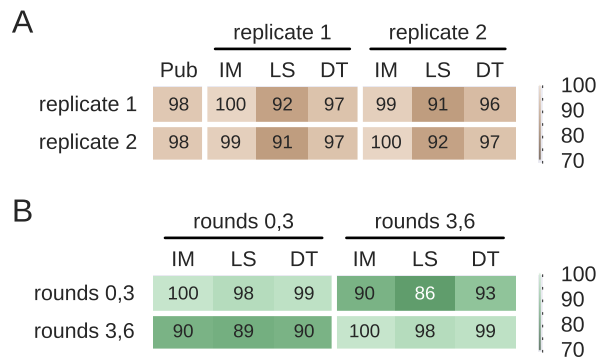 A
replicate 1 replicate 2
Pub IM LS DT IM LS DT
replicate 1 98 100 92 97 99 91 96
replicate 2 98 99 91 97 100 92 97
100
90
80
70
B
rounds 0,3 rounds 3,6
IM LS DT IM LS DT
rounds 0,3 100 98 99 90 86 93
rounds 3,6 90 89 90 100 98 99
100
90
80
70